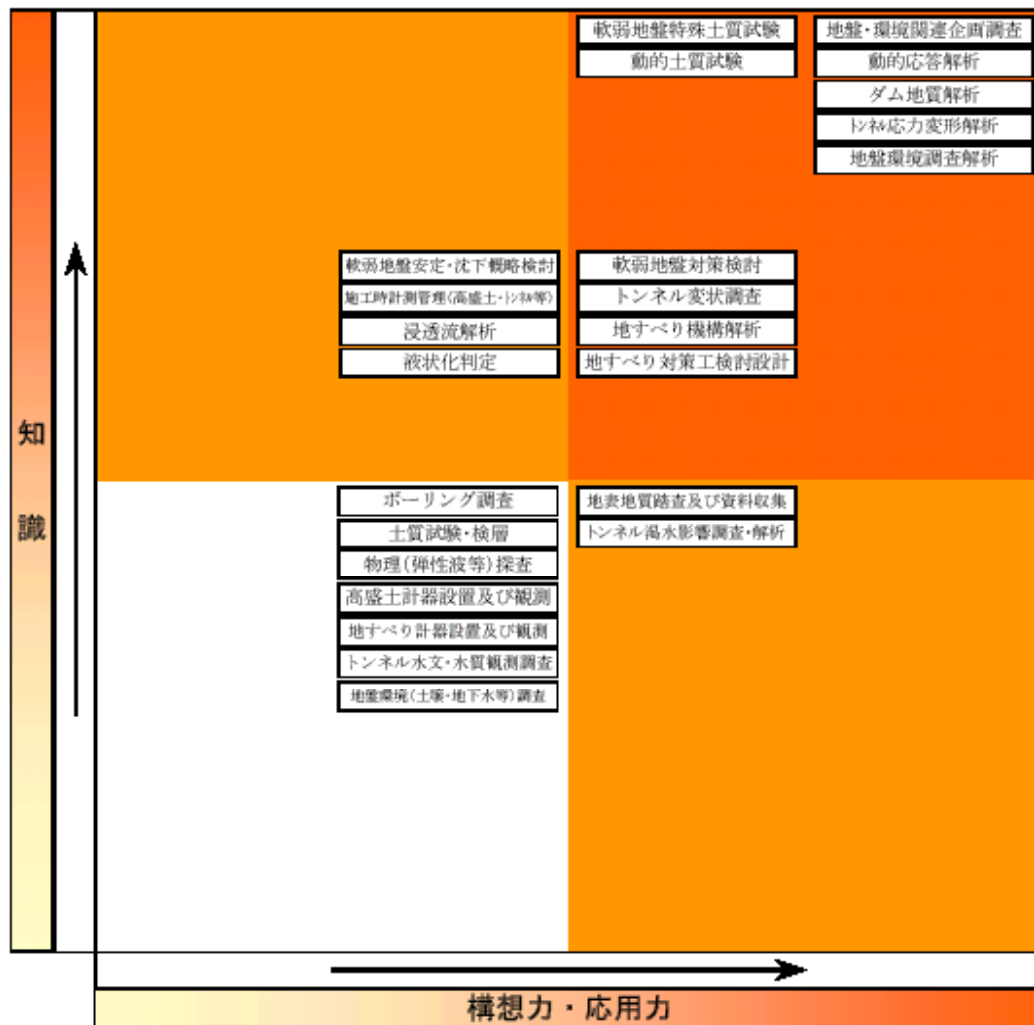 軟弱地盤特殊土質試験
動的土質試験
地盤・環境関連企画調査
動的応答解析
ダム地質解析
トンネル応力変形解析
地盤環境調査解析
軟弱地盤安定・沈下概略検討
施工時計測管理(高盛土・トンネル等)
浸透流解析
液状化判定
軟弱地盤対策検討
トンネル変状調査
地すべり機構解析
地すべり対策工検討設計
知識
ボーリング調査
土質試験・検層
物理(弾性波等)探査
高盛土計器設置及び観測
地すべり計器設置及び観測
トンネル水文・水質観測調査
地盤環境(土壌・地下水等)調査
地表地質踏査及び資料収集
トンネル渇水影響調査・解析
構想力・応用力